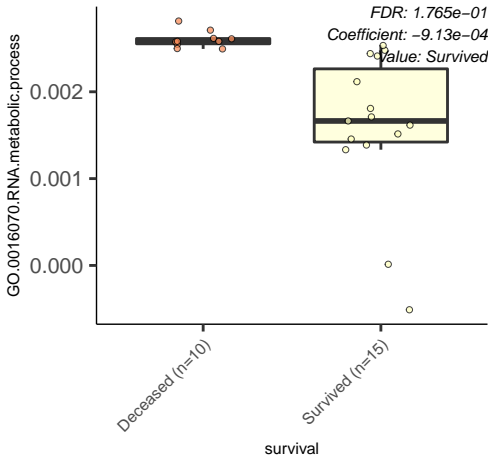 FDR: 1.765e−01
Coefficient: −9.13e−04
Value: Survived
GO.0016070.RNA.metabolic.process
0.002
0.001
0.000
Deceased (n=10)
Survived (n=15)
survival